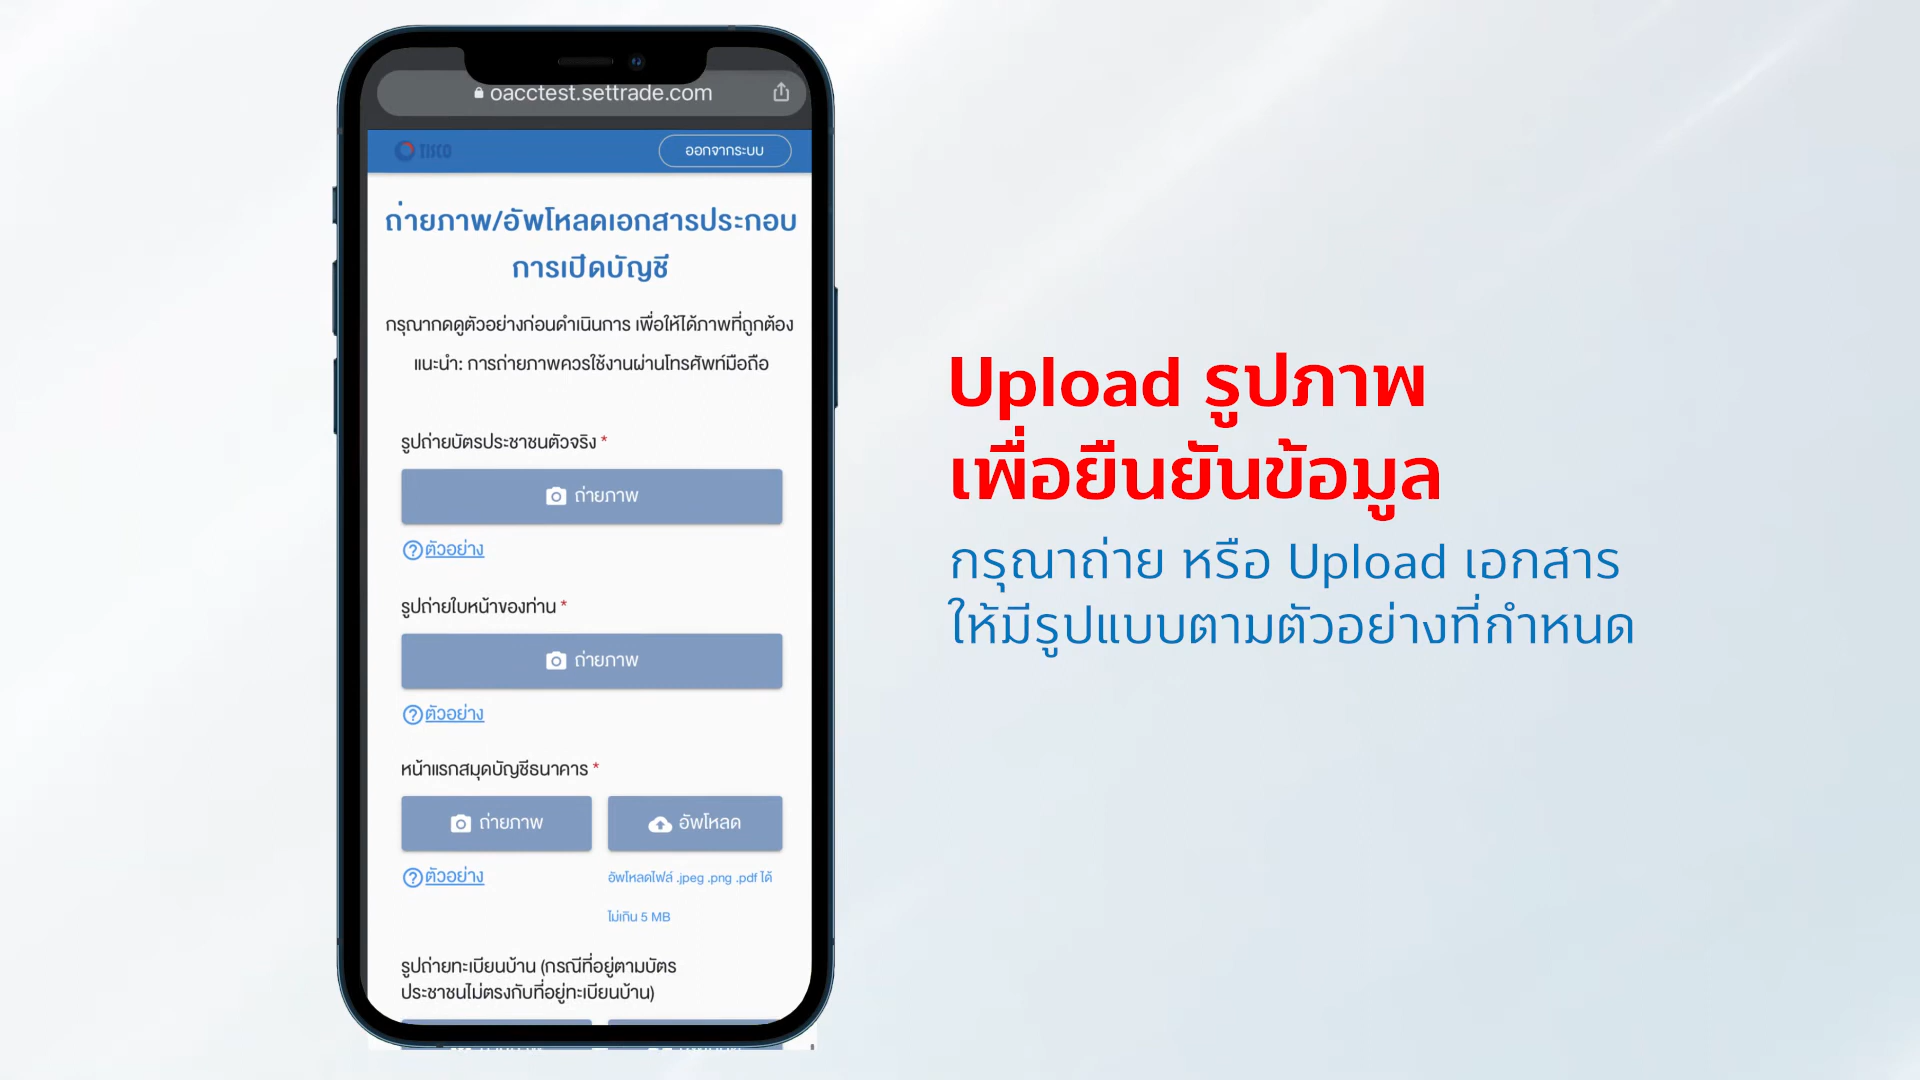 oacctest.settrade.com
TISCO
ออกจากระบบ
ถ่ายภาพ/อัพโหลดเอกสารประกอบ
การเปิดบัญชี
กรุณากดดูตัวอย่างก่อนดำเนินการ เพื่อให้ได้ภาพที่ถูกต้อง
แนะนำ: การถ่ายภาพควรใช้งานผ่านโทรศัพท์มือถือ
รูปถ่ายบัตรประชาชนตัวจริง *
ถ่ายภาพ
ตัวอย่าง
รูปถ่ายใบหน้าของท่าน *
ถ่ายภาพ
ตัวอย่าง
หน้าแรกสมุดบัญชีธนาคาร *
ถ่ายภาพ
อัพโหลด
ตัวอย่าง
อัพโหลดไฟล์ .jpeg .png .pdf ได้
ไม่เกิน 5 MB
รูปถ่ายทะเบียนบ้าน (กรณีที่อยู่ตามบัตร
ประชาชนไม่ตรงกับที่อยู่ทะเบียนบ้าน)
Upload รูปภาพ
เพื่อยืนยันข้อมูล
กรุณาถ่าย หรือ Upload เอกสาร
ให้มีรูปแบบตามตัวอย่างที่กำหนด